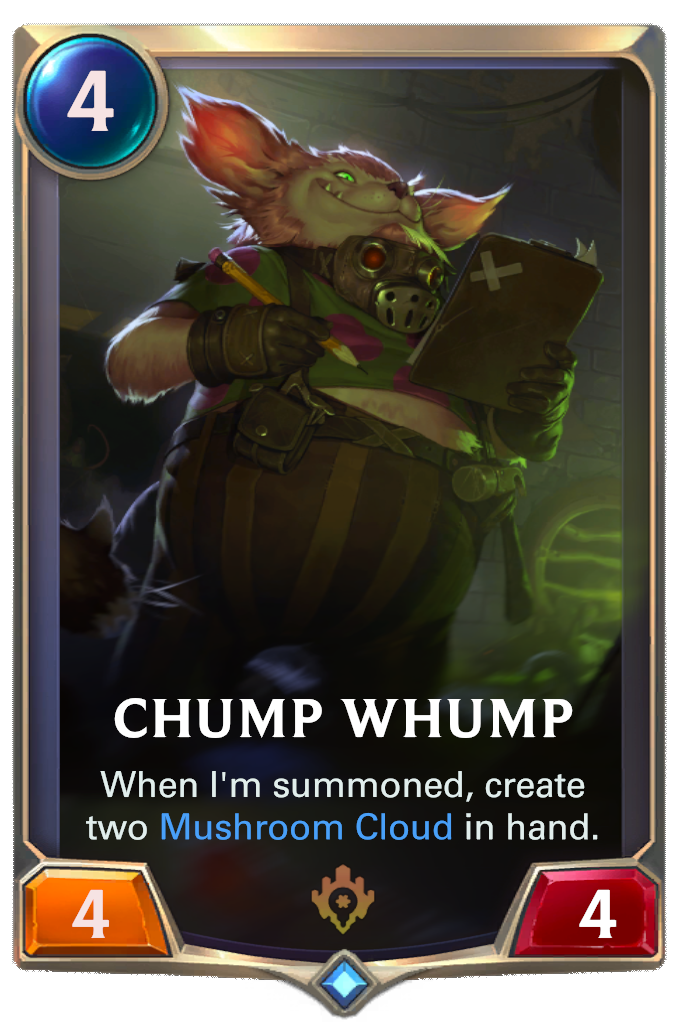 4
CHUMP WHUMP
When I'm summoned, create
two Mushroom Cloud in hand.
4 4